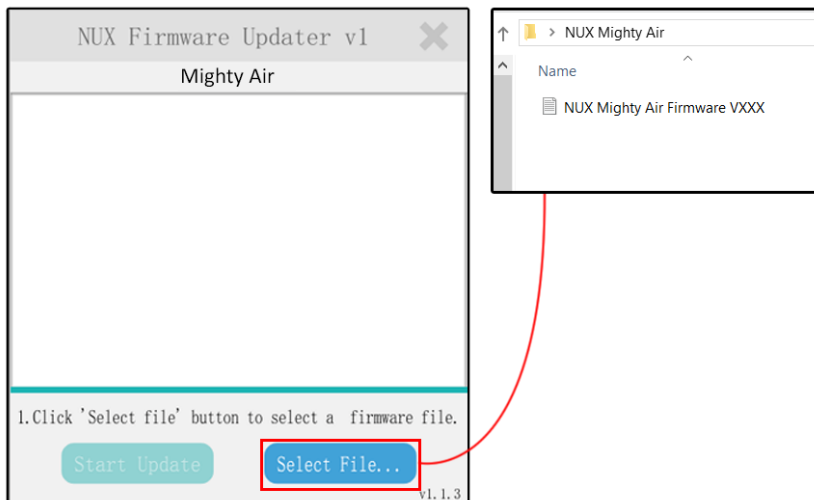 NUX Firmware Updater v1
Mighty Air
1.Click 'Select file' button to select a firmware file.
Start Update
Select File...
v1.1.3
NUX Mighty Air
Name
NUX Mighty Air Firmware VXXX